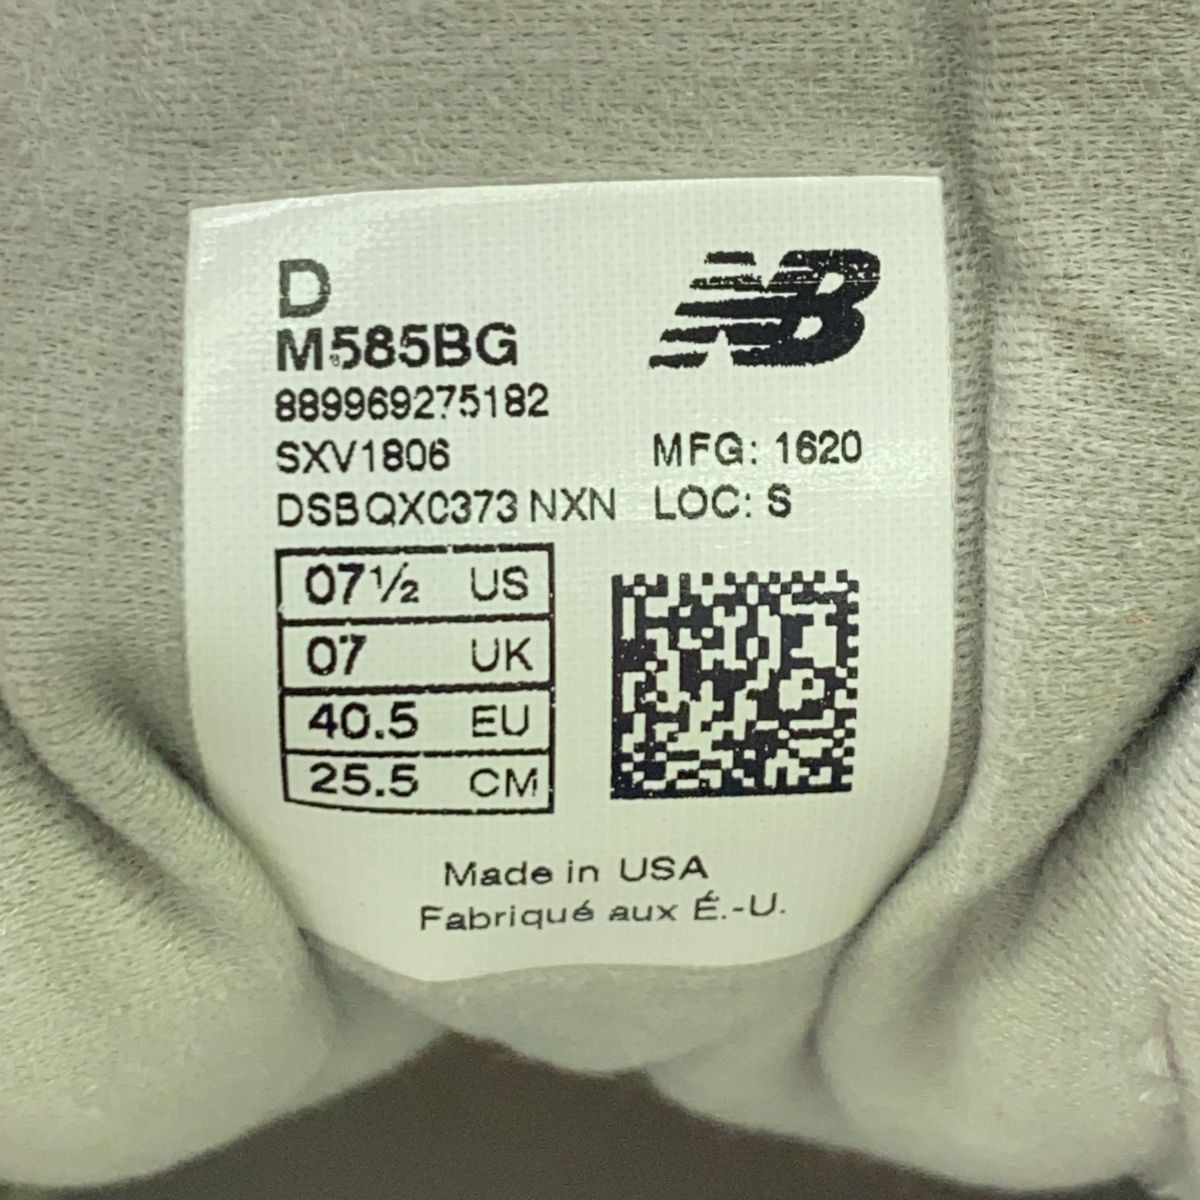 D
NB
M585BG
889969275182
SXV1806
MFG: 1620
DSBQX0373 NXN
LOC: S
07½ US
07 UK
40.5 EU
25.5 CM
Made in USA
Fabriqué aux É.-U.